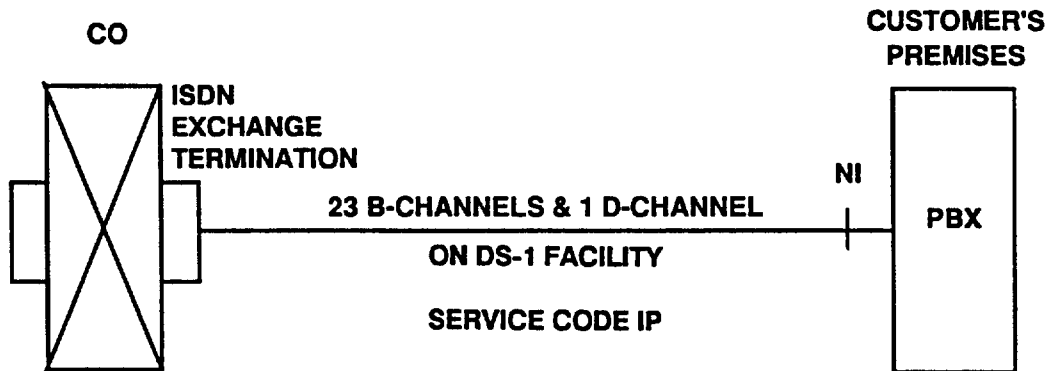 CO
CUSTOMER'S
PREMISES
ISDN
EXCHANGE
TERMINATION
NI
23 B-CHANNELS & 1 D-CHANNEL
PBX
ON DS-1 FACILITY
SERVICE CODE IP